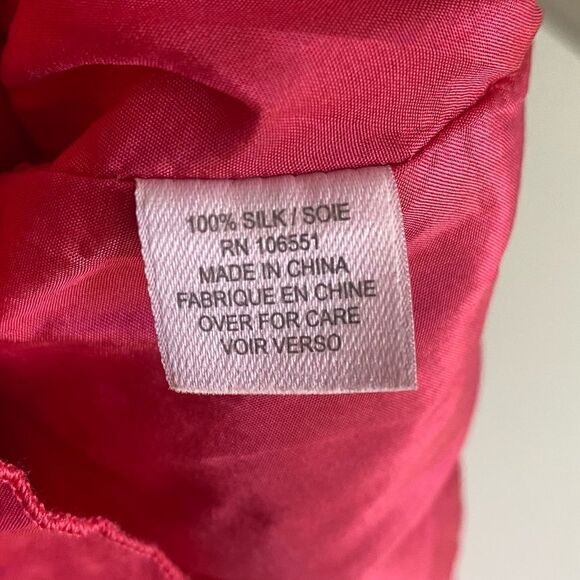 100% SILK / SOIE
RN 106551
MADE IN CHINA
FABRIQUE EN CHINE
OVER FOR CARE
VOIR VERSO